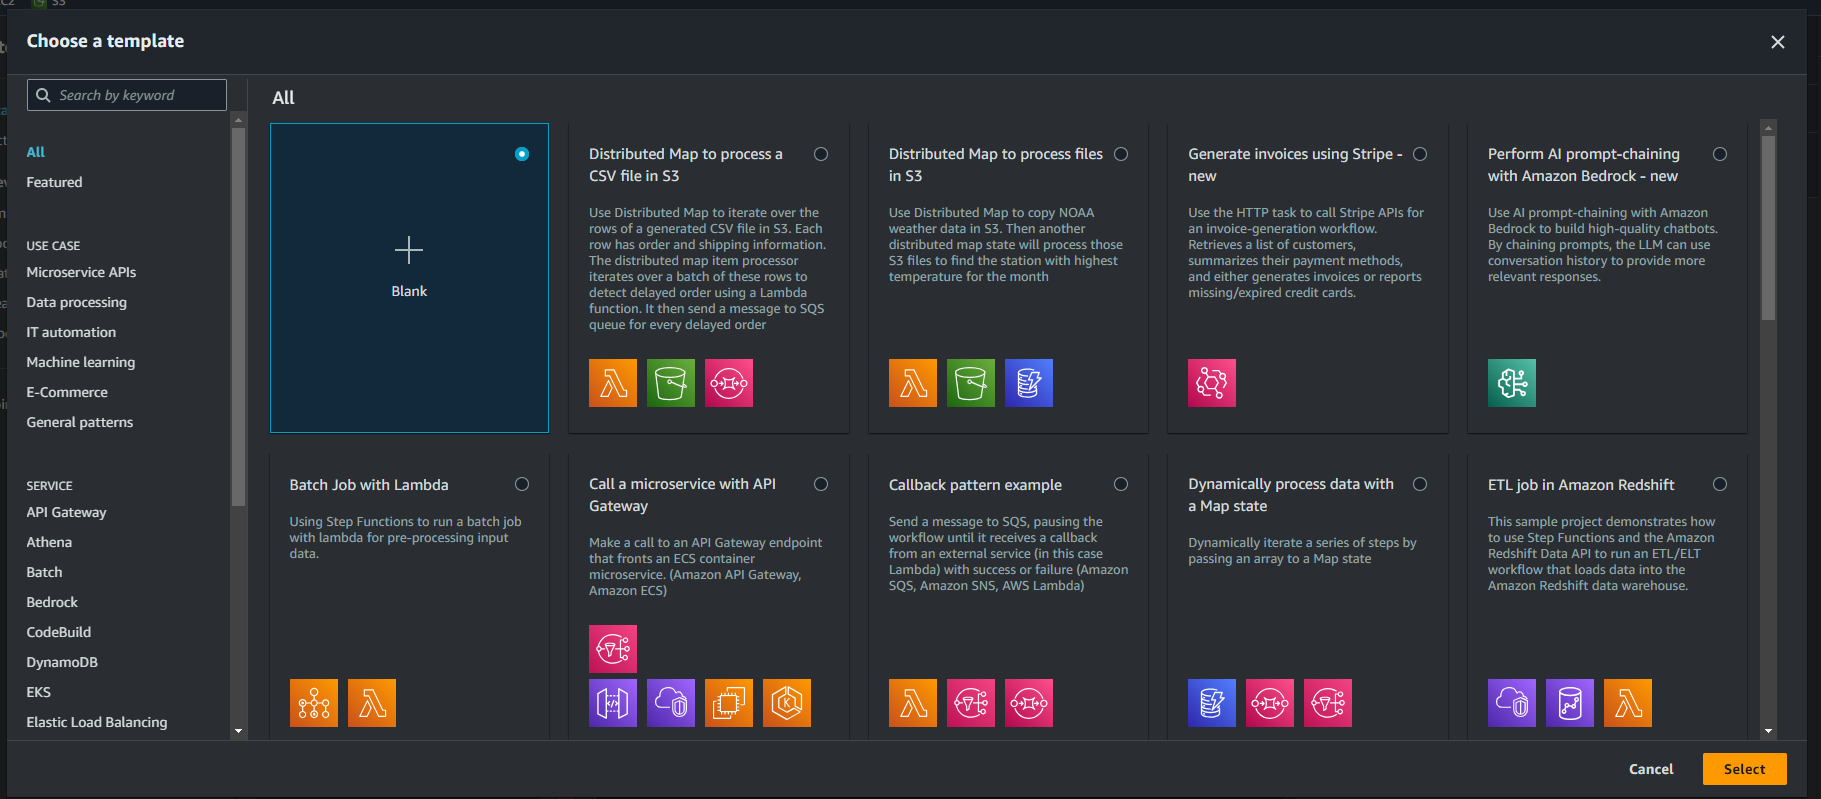 S3
Choose a template
Search by keyword
All
Featured
USE CASE
Microservice APIs
Data processing
IT automation
Machine learning
E-Commerce
General patterns
SERVICE
API Gateway
Athena
Batch
Bedrock
CodeBuild
DynamoDB
EKS
Elastic Load Balancing
All
Blank
Distributed Map to process a
CSV file in S3
Use Distributed Map to iterate over the
rows of a generated CSV file in S3. Each
row has order and shipping information.
The distributed map item processor
iterates over a batch of these rows to
detect delayed order using a Lambda
function. It then send a message to SQS
queue for every delayed order
Distributed Map to process files
in S3
Use Distributed Map to copy NOAA
weather data in S3. Then another
distributed map state will process those
S3 files to find the station with highest
temperature for the month
Generate invoices using Stripe -
new
Use the HTTP task to call Stripe APIs for
an invoice-generation workflow.
Retrieves a list of customers,
summarizes their payment methods,
and either generates invoices or reports
missing/expired credit cards.
Perform AI prompt-chaining
with Amazon Bedrock - new
Use AI prompt-chaining with Amazon
Bedrock to build high-quality chatbots.
By chaining prompts, the LLM can use
conversation history to provide more
relevant responses.
Batch Job with Lambda
Using Step Functions to run a batch job
with lambda for pre-processing input
data.
Call a microservice with API
Gateway
Make a call to an API Gateway endpoint
that fronts an ECS container
microservice. (Amazon API Gateway,
Amazon ECS)
Callback pattern example
Send a message to SQS, pausing the
workflow until it receives a callback
from an external service (in this case
Lambda) with success or failure (Amazon
SQS, Amazon SNS, AWS Lambda)
Dynamically process data with
a Map state
Dynamically iterate a series of steps by
passing an array to a Map state
ETL job in Amazon Redshift
This sample project demonstrates how
to use Step Functions and the Amazon
Redshift Data API to run an ETL/ELT
workflow that loads data into the
Amazon Redshift data warehouse.
Cancel
Select